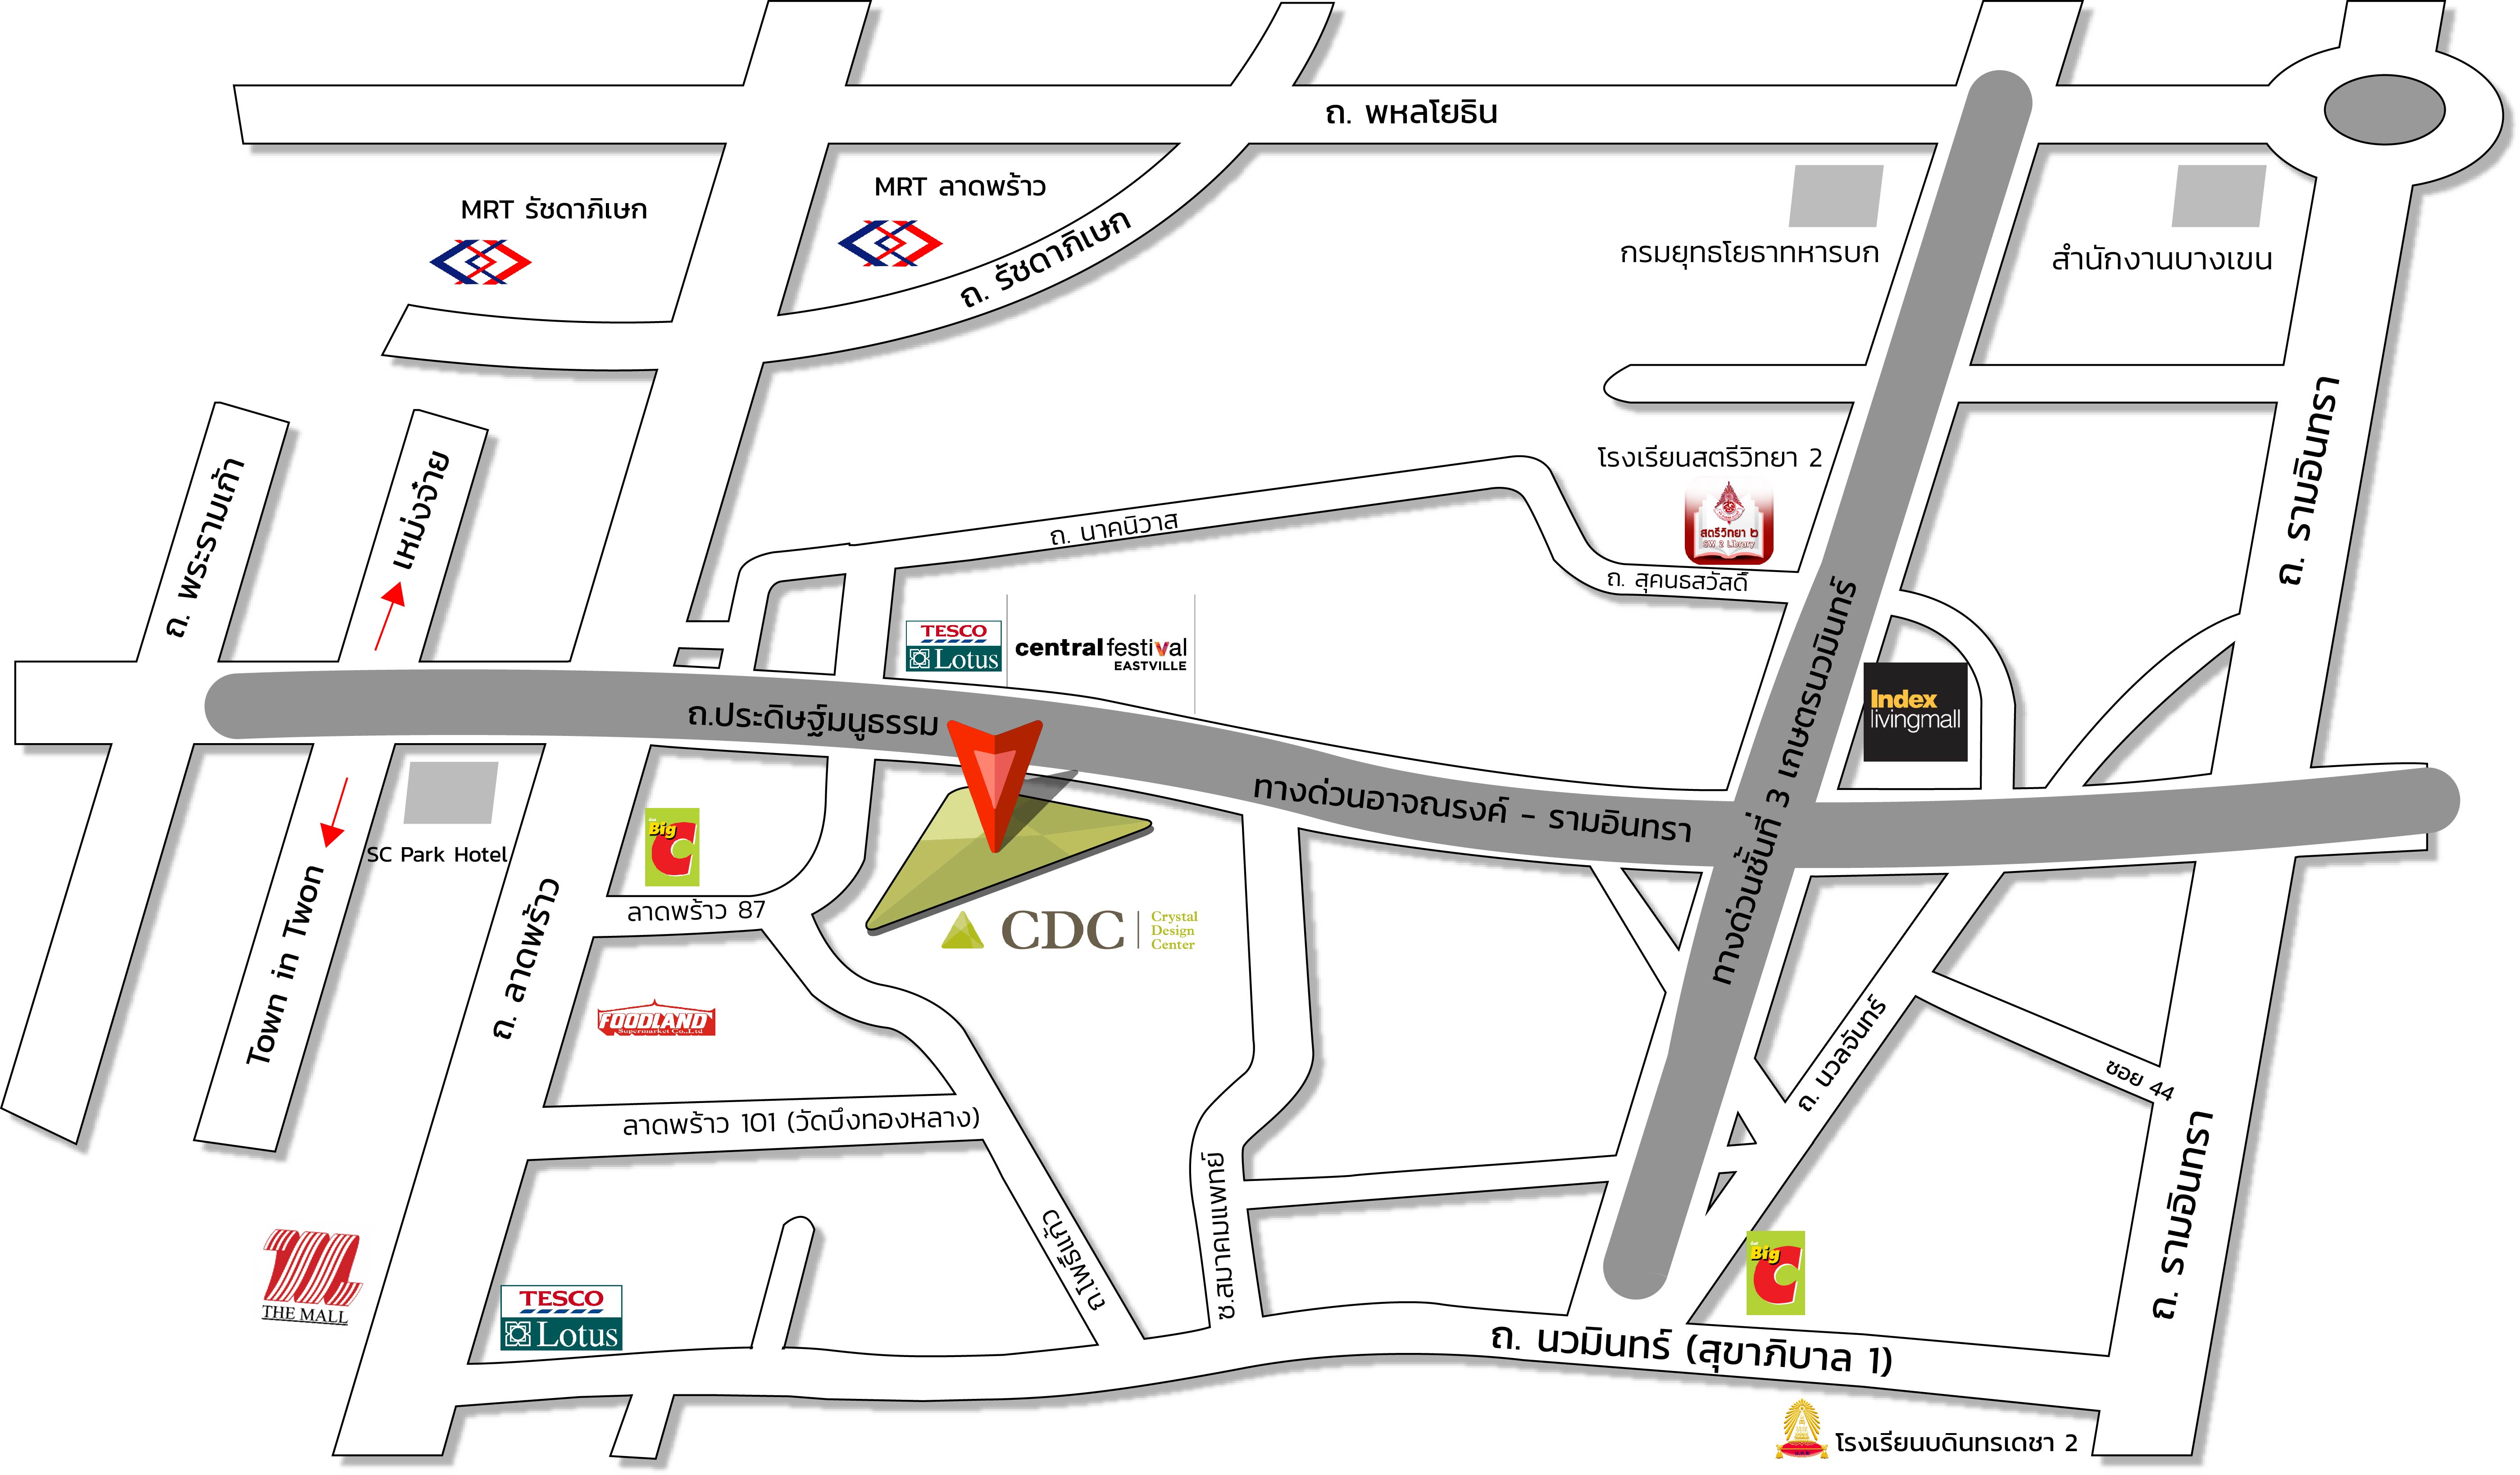 ถ. พหลโยธิน
MRT ลาดพร้าว
MRT รัชดาภิเษก
ถ. รัชดาภิเษก
กรมยุทธโยธาทหารบก
สำนักงานบางเขน
ถ. พระรามเก้า
เหม่งจ๋าย
โรงเรียนสตรีวิทยา 2
สตรีวิทยา ๒
SW 2 Library
ถ. รามอินทรา
ถ. นาคนิวาส
ถ. สุคนธสวัสดิ์
TESCO
Lotus
central festival
EASTVILLE
Index
livingmall
ถ.ประดิษฐ์มนูธรรม
ทางด่วนอาจณรงค์ - รามอินทรา
ทางด่วนชั้นที่ 3 เกษตรนวมินทร์
SC Park Hotel
Big C
Town in Twon
ถ. ลาดพร้าว
ลาดพร้าว 87
CDC
Crystal
Design
Center
FOODLAND
Supermarket Co.,Ltd
ถ. นวลจันทร์
ซอย 44
ลาดพร้าว 101 (วัดบึงทองหลาง)
ถ.โพธิ์แก้ว
ซ.สมาคมแพทย์
ถ. รามอินทรา
THE MALL
TESCO
Lotus
Big C
ถ. นวมินทร์ (สุขาภิบาล 1)
โรงเรียนบดินทรเดชา 2